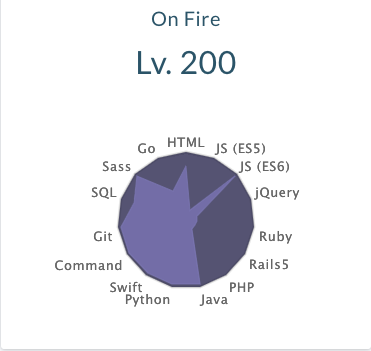 On Fire
Lv. 200
HTML
Go
JS (ES5)
Sass
JS (ES6)
SQL
jQuery
Git
Ruby
Command
Rails5
Swift
PHP
Python
Java